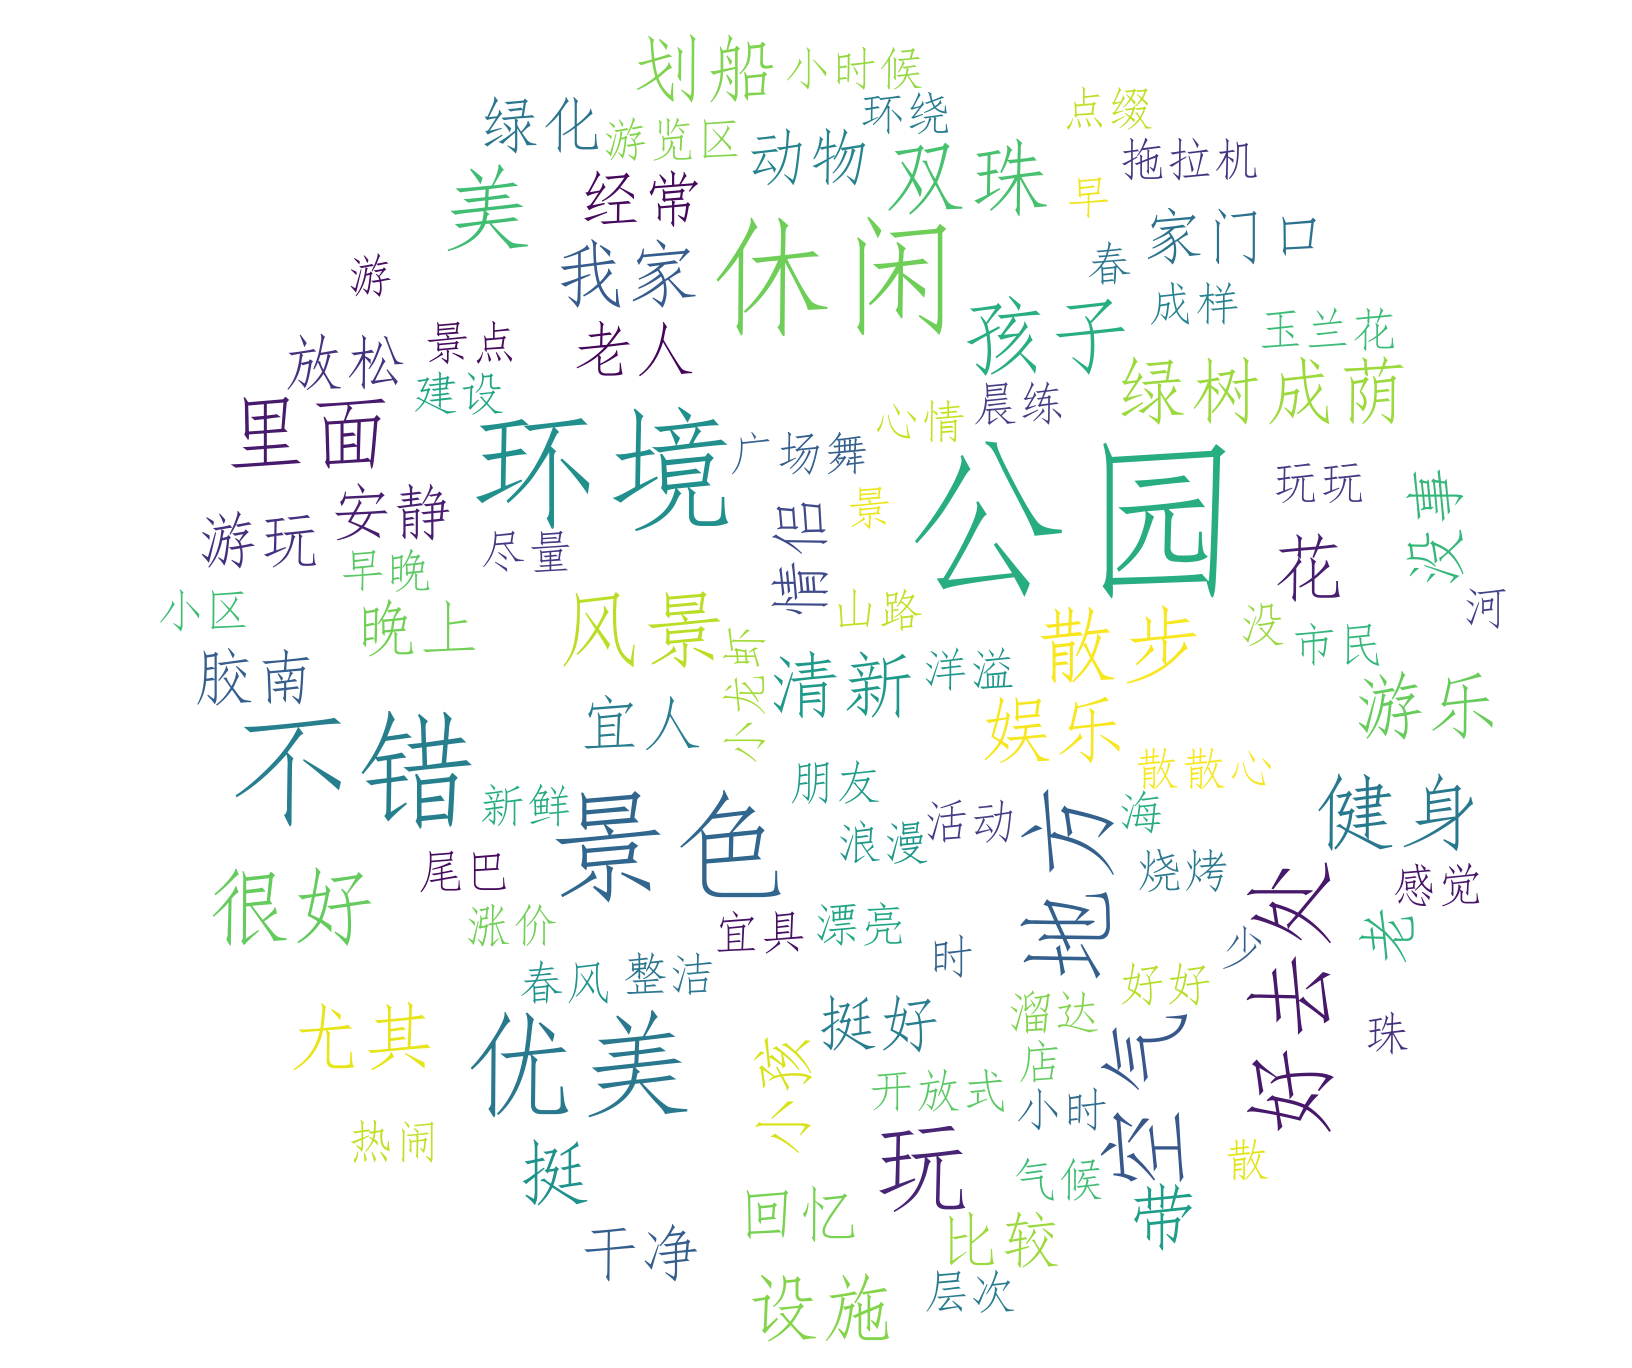 划船
小时候
绿化
游览区
动物
环绕
点缀
双珠
拖拉机
美
经常
早
家门口
游
我家
休闲
春
成样
孩子
玉兰花
放松
景点
老人
建设
绿树成荫
里面
环境
广场舞
心情
晨练
公园
玩玩
没事
游玩
安静
尽量
情侣
景
花
早晚
小区
晚上
风景
小龙虾
山路
散步
没
市民
河
胶南
清新
洋溢
宜人
娱乐
游乐
不错
新鲜
景色
朋友
散散心
浪漫
活动
地方
海
健身
很好
尾巴
烧烤
好去处
感觉
涨价
宜具
漂亮
时
少
老
春风
整洁
尤其
优美
挺好
溜达
好好
空气
珠
小孩
开放式
店
小时
热闹
挺
玩
气候
散
回忆
比较
带
干净
设施
层次